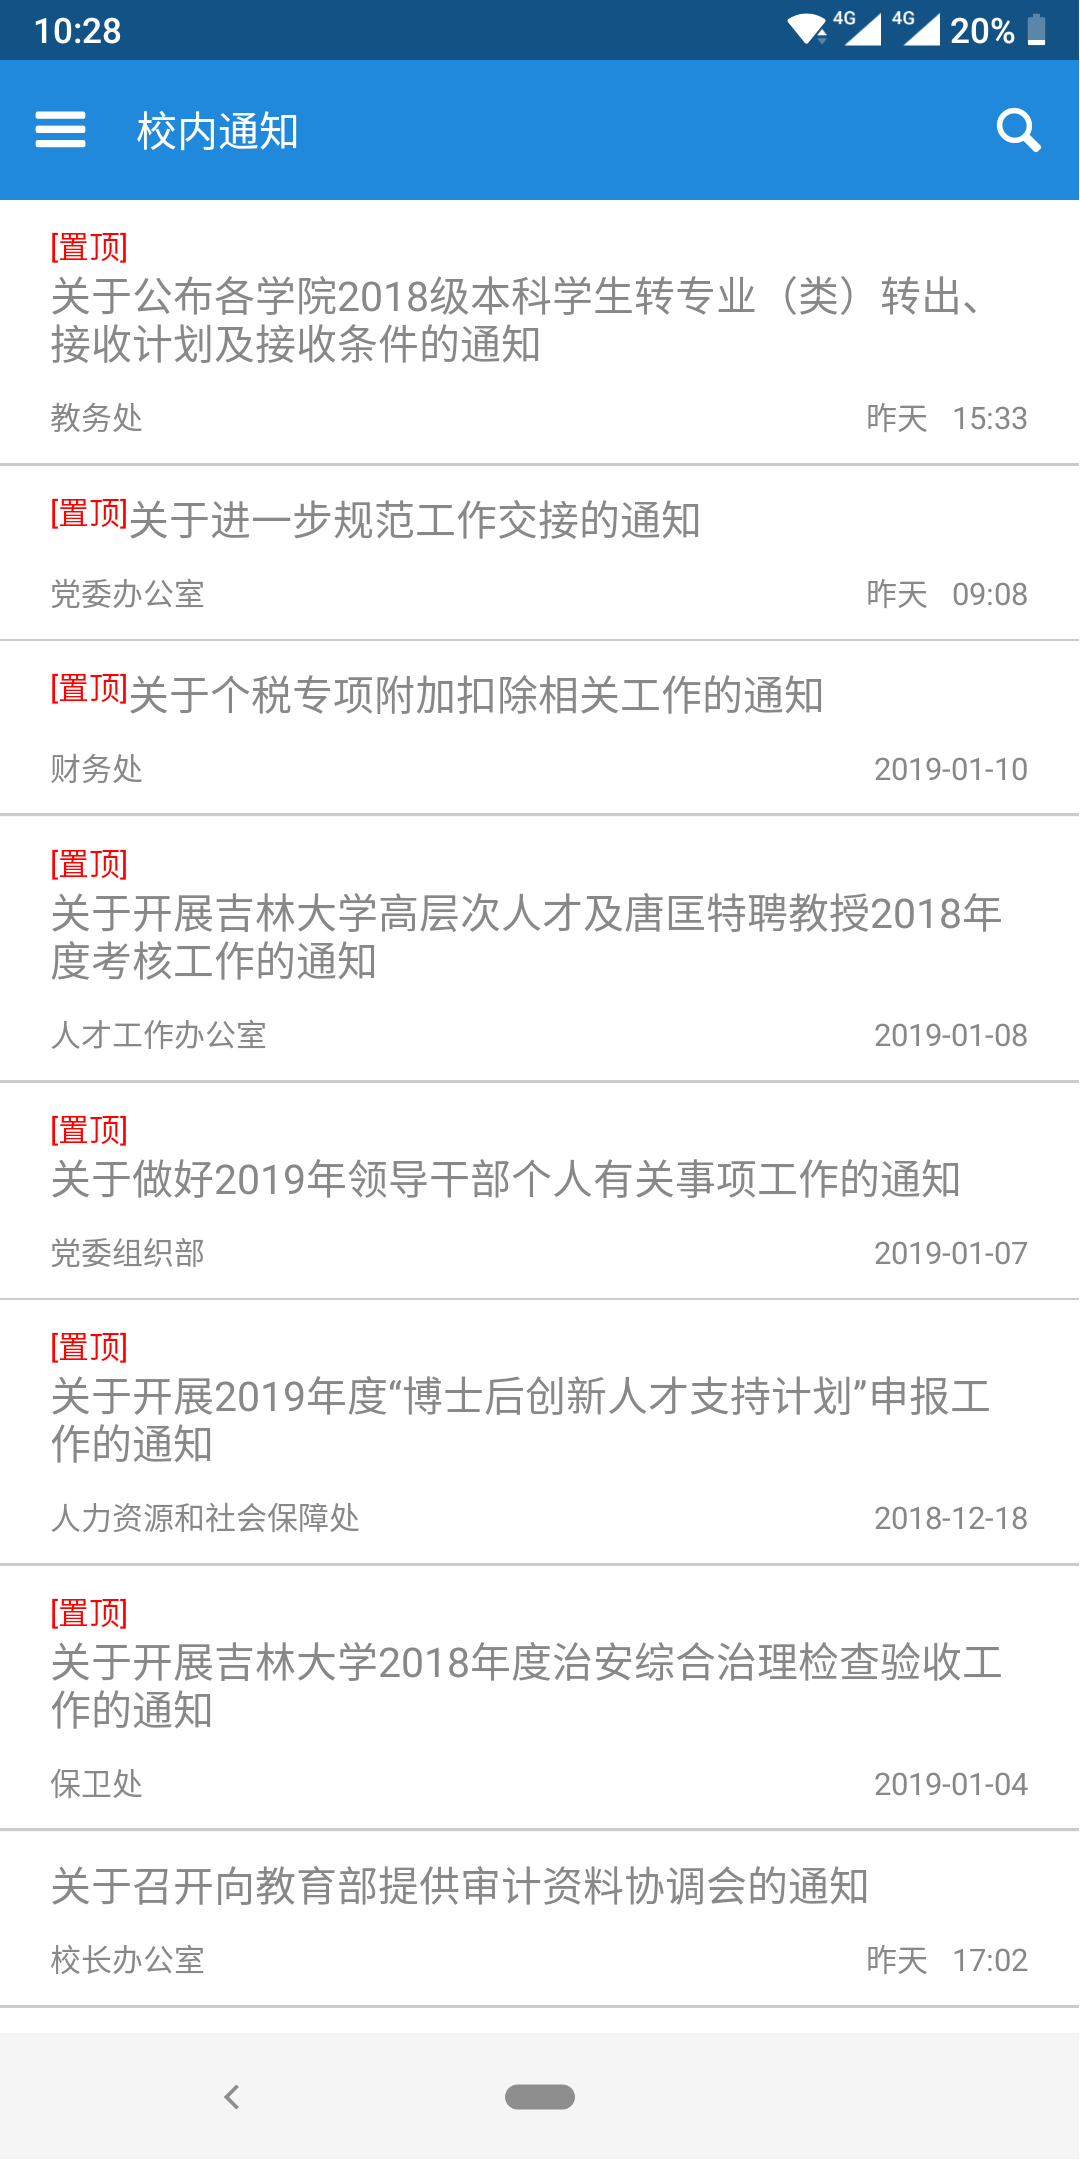 10:28
4G 4G 20%
校内通知
[置顶]
关于公布各学院2018级本科学生转专业（类）转出、
接收计划及接收条件的通知
教务处 昨天 15:33
[置顶]关于进一步规范工作交接的通知
党委办公室 昨天 09:08
[置顶]关于个税专项附加扣除相关工作的通知
财务处 2019-01-10
[置顶]
关于开展吉林大学高层次人才及唐匡特聘教授2018年
度考核工作的通知
人才工作办公室 2019-01-08
[置顶]
关于做好2019年领导干部个人有关事项工作的通知
党委组织部 2019-01-07
[置顶]
关于开展2019年度“博士后创新人才支持计划”申报工
作的通知
人力资源和社会保障处 2018-12-18
[置顶]
关于开展吉林大学2018年度治安综合治理检查验收工
作的通知
保卫处 2019-01-04
关于召开向教育部提供审计资料协调会的通知
校长办公室 昨天 17:02